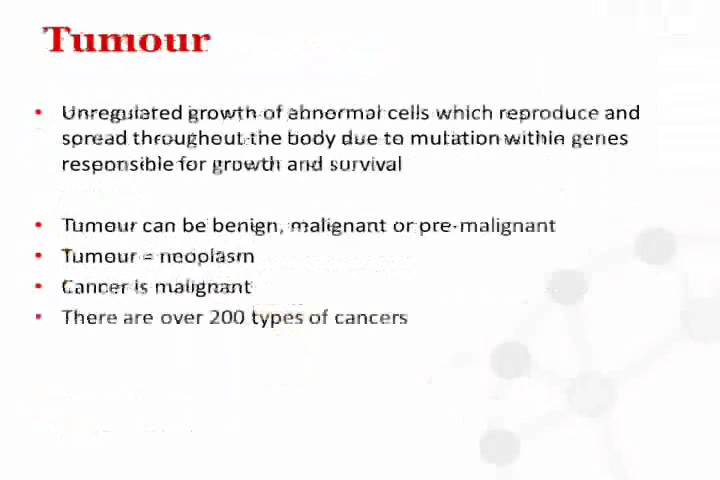 Tumour
• Unregulated growth of abnormal cells which reproduce and
spread throughout the body due to mutation within genes
responsible for growth and survival
• Tumour can be benign, malignant or pre-malignant
• Tumour = neoplasm
• Cancer is malignant
• There are over 200 types of cancers